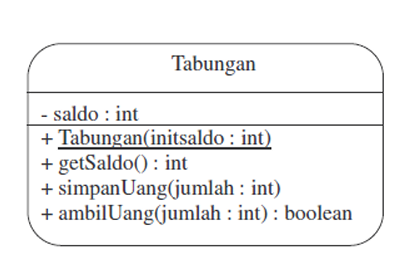 Tabungan
- saldo : int
+ Tabungan(initsaldo : int)
+ getSaldo() : int
+ simpanUang(jumlah : int)
+ ambilUang(jumlah : int) : boolean